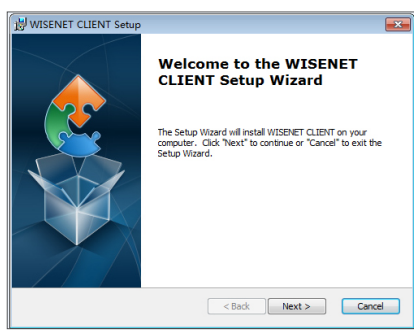 WISENET CLIENT Setup
Welcome to the WISENET
CLIENT Setup Wizard
The Setup Wizard will install WISENET CLIENT on your
computer. Click "Next" to continue or "Cancel" to exit the
Setup Wizard.
< Back
Next >
Cancel